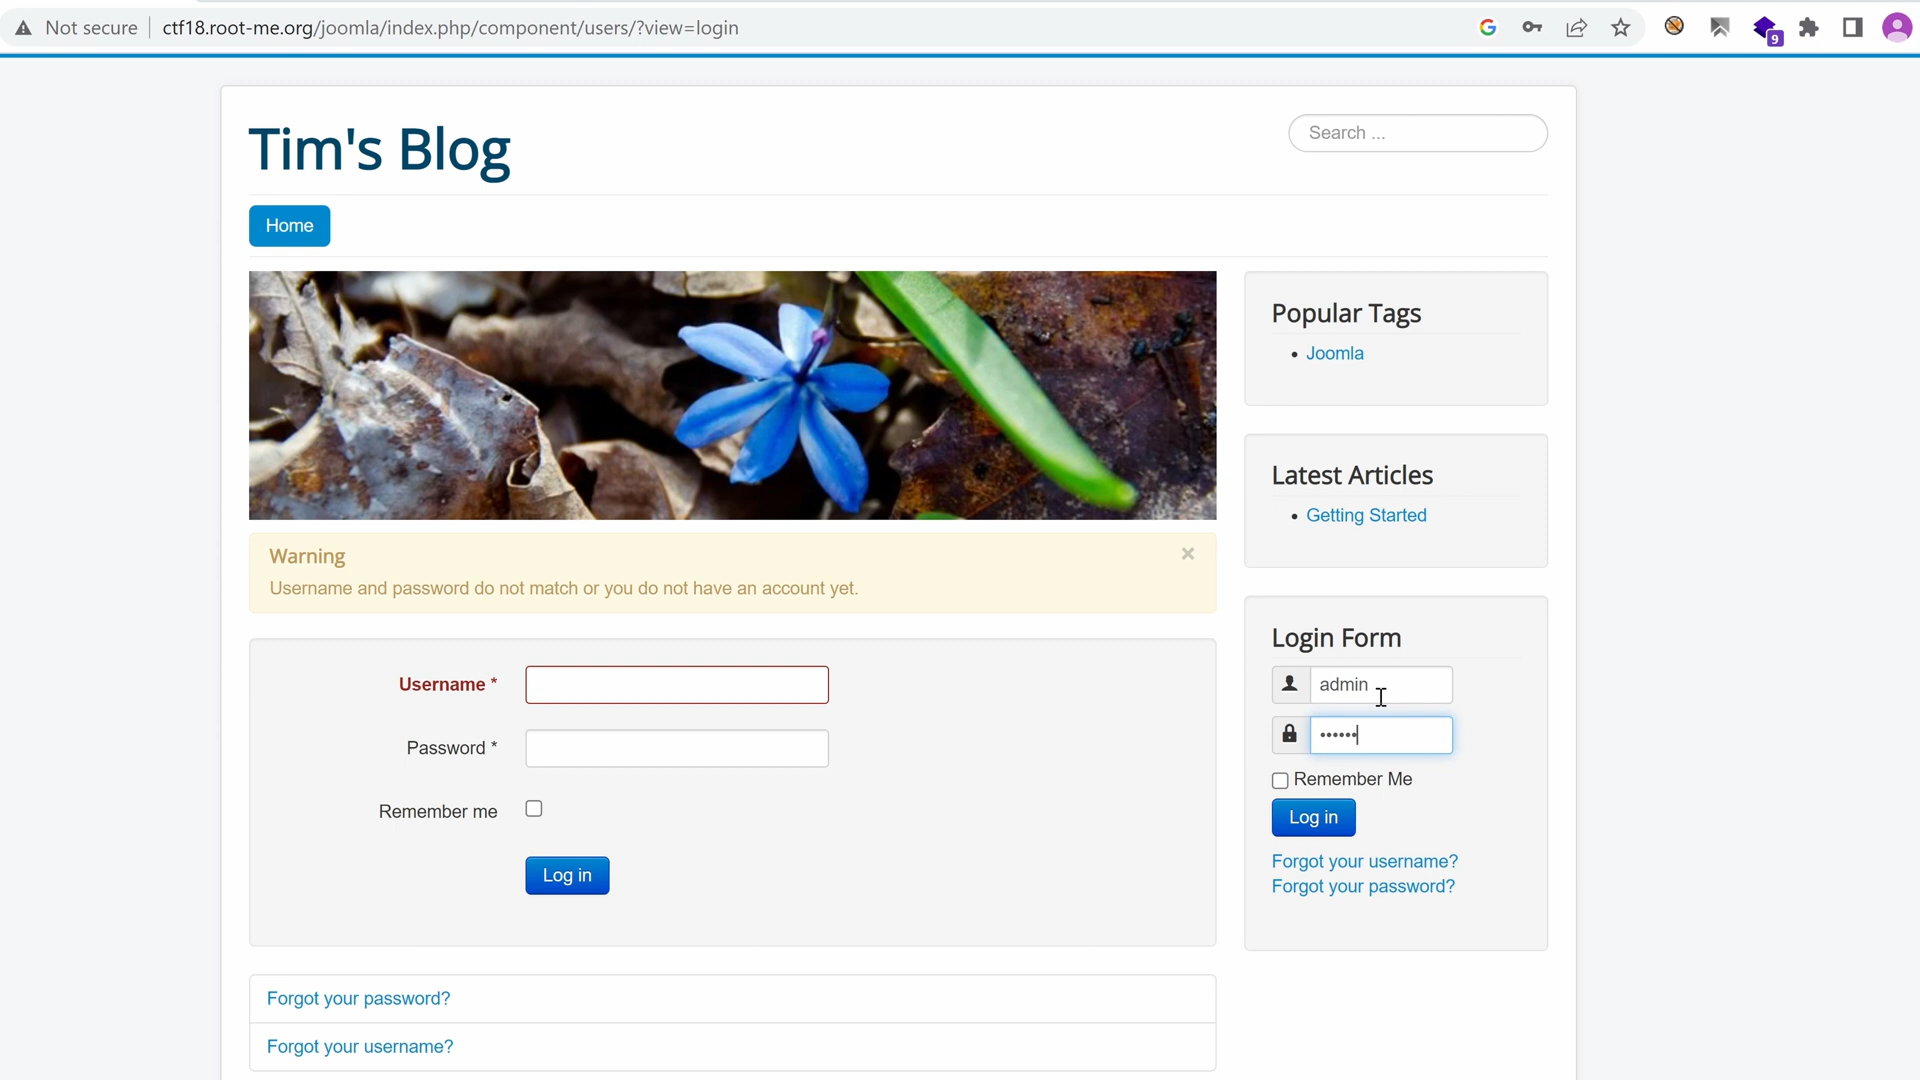 Not secure
ctf18.root-me.org/joomla/index.php/component/users/?view=login
9
Tim's Blog
Search ...
Home
Popular Tags
Joomla
Latest Articles
Getting Started
Warning
×
Username and password do not match or you do not have an account yet.
Username *
Password *
Remember me
Log in
Login Form
admin
••••••
Remember Me
Log in
Forgot your username?
Forgot your password?
Forgot your password?
Forgot your username?